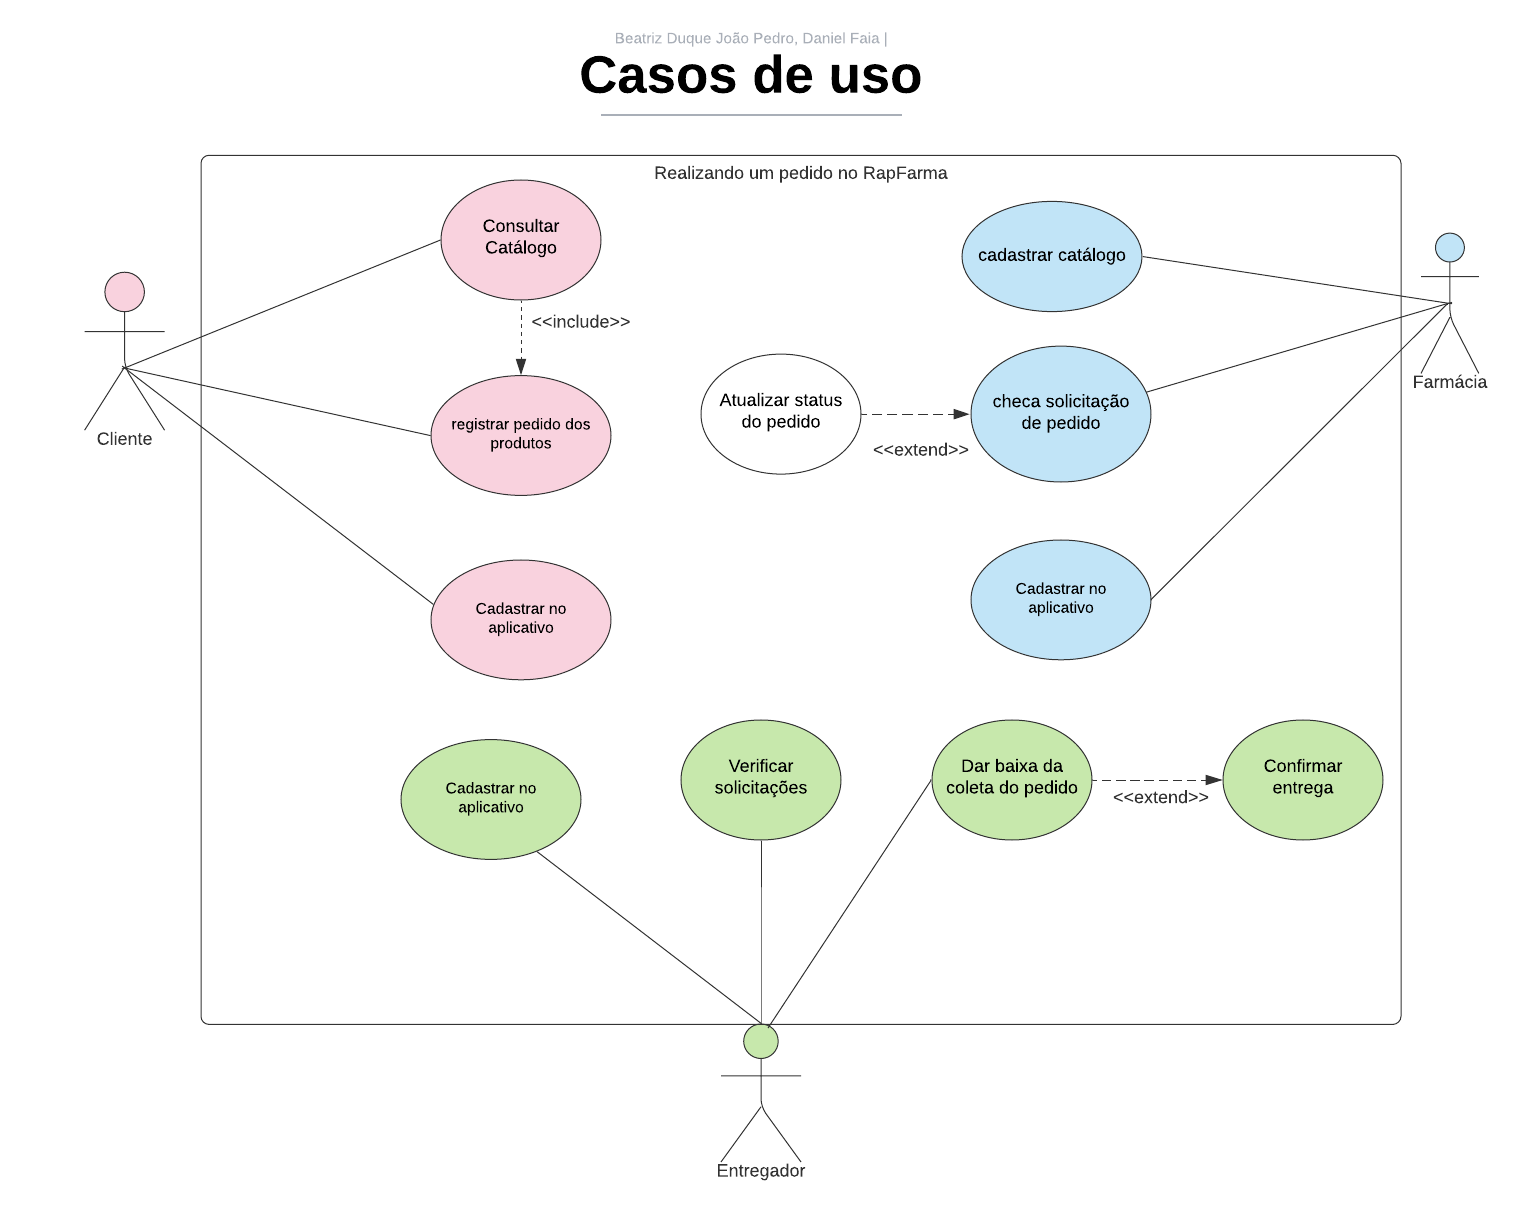 Beatriz Duque João Pedro, Daniel Faia |
Casos de uso
Realizando um pedido no RapFarma
Consultar
Catálogo
<<include>>
registrar pedido dos
produtos
Cadastrar no
aplicativo
Cliente
cadastrar catálogo
Atualizar status
do pedido
<<extend>>
checa solicitação
de pedido
Cadastrar no
aplicativo
Farmácia
Cadastrar no
aplicativo
Verificar
solicitações
Dar baixa da
coleta do pedido
<<extend>>
Confirmar
entrega
Entregador